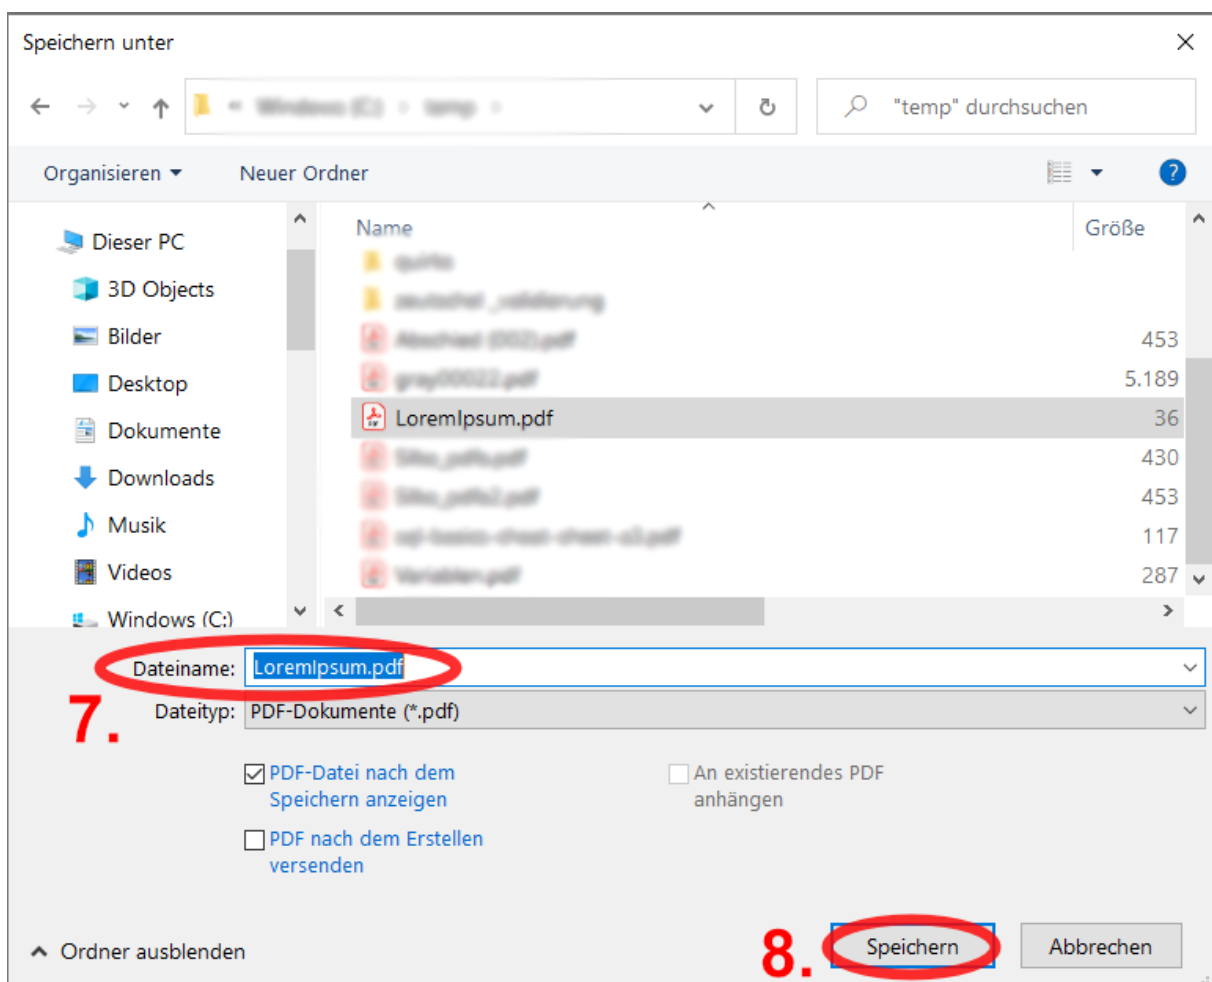 Speichern unter
"temp" durchsuchen
Organisieren
Neuer Ordner
Name
Größe
Dieser PC
3D Objects
Bilder
Desktop
Dokumente
Downloads
Musik
Videos
Windows (C:)
453
5.189
LoremIpsum.pdf
36
430
453
117
287
Dateiname: LoremIpsum.pdf
7.
Dateityp: PDF-Dokumente (*.pdf)
PDF-Datei nach dem
Speichern anzeigen
An existierendes PDF
anhängen
PDF nach dem Erstellen
versenden
Ordner ausblenden
8.
Speichern
Abbrechen